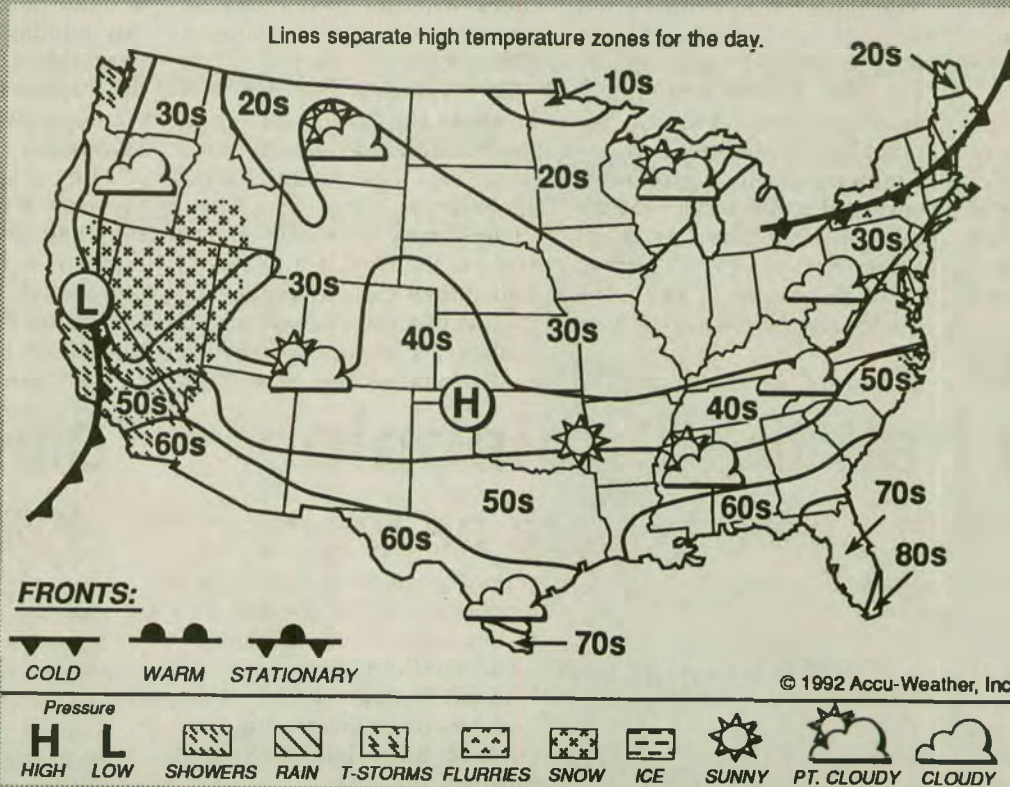 Lines separate high temperature zones for the day.
20s
10s
30s
20s
20s
30s
30s
30s
40s
L
H
50s
40s
50s
60s
50s
60s
70s
60s
80s
70s
FRONTS:
COLD WARM STATIONARY
© 1992 Accu-Weather, Inc
Pressure
H L
HIGH LOW SHOWERS RAIN T-STORMS FLURRIES SNOW ICE SUNNY PT. CLOUDY CLOUDY